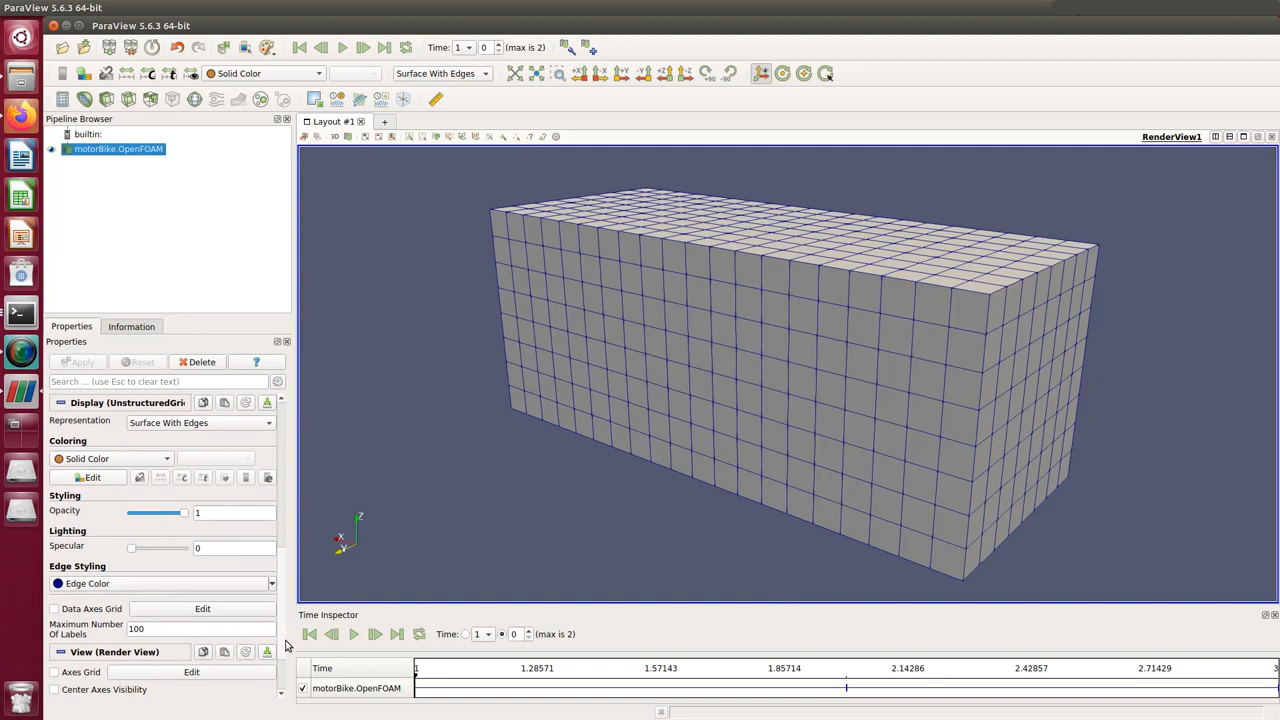 ParaView 5.6.3 64-bit
ParaView 5.6.3 64-bit
Time: 1 0 (max is 2)
Solid Color Surface With Edges +X -X +Y -Y +Z -Z +90 -90
Pipeline Browser
Layout #1 +
builtin:
3D RenderView1
motorBike.OpenFOAM
Properties Information
Properties
Apply Reset Delete ?
Search ... (use Esc to clear text)
Display (UnstructuredGri
Representation Surface With Edges
Coloring
Solid Color
Edit
Styling
Opacity 1
Lighting
Specular 0
Edge Styling
Edge Color
Data Axes Grid Edit
Maximum Number
Of Labels 100
View (Render View)
Axes Grid Edit
Center Axes Visibility
Z
X
Y
Time Inspector
Time: 1 0 (max is 2)
Time 1 1.28571 1.57143 1.85714 2.14286 2.42857 2.71429 3
motorBike.OpenFOAM